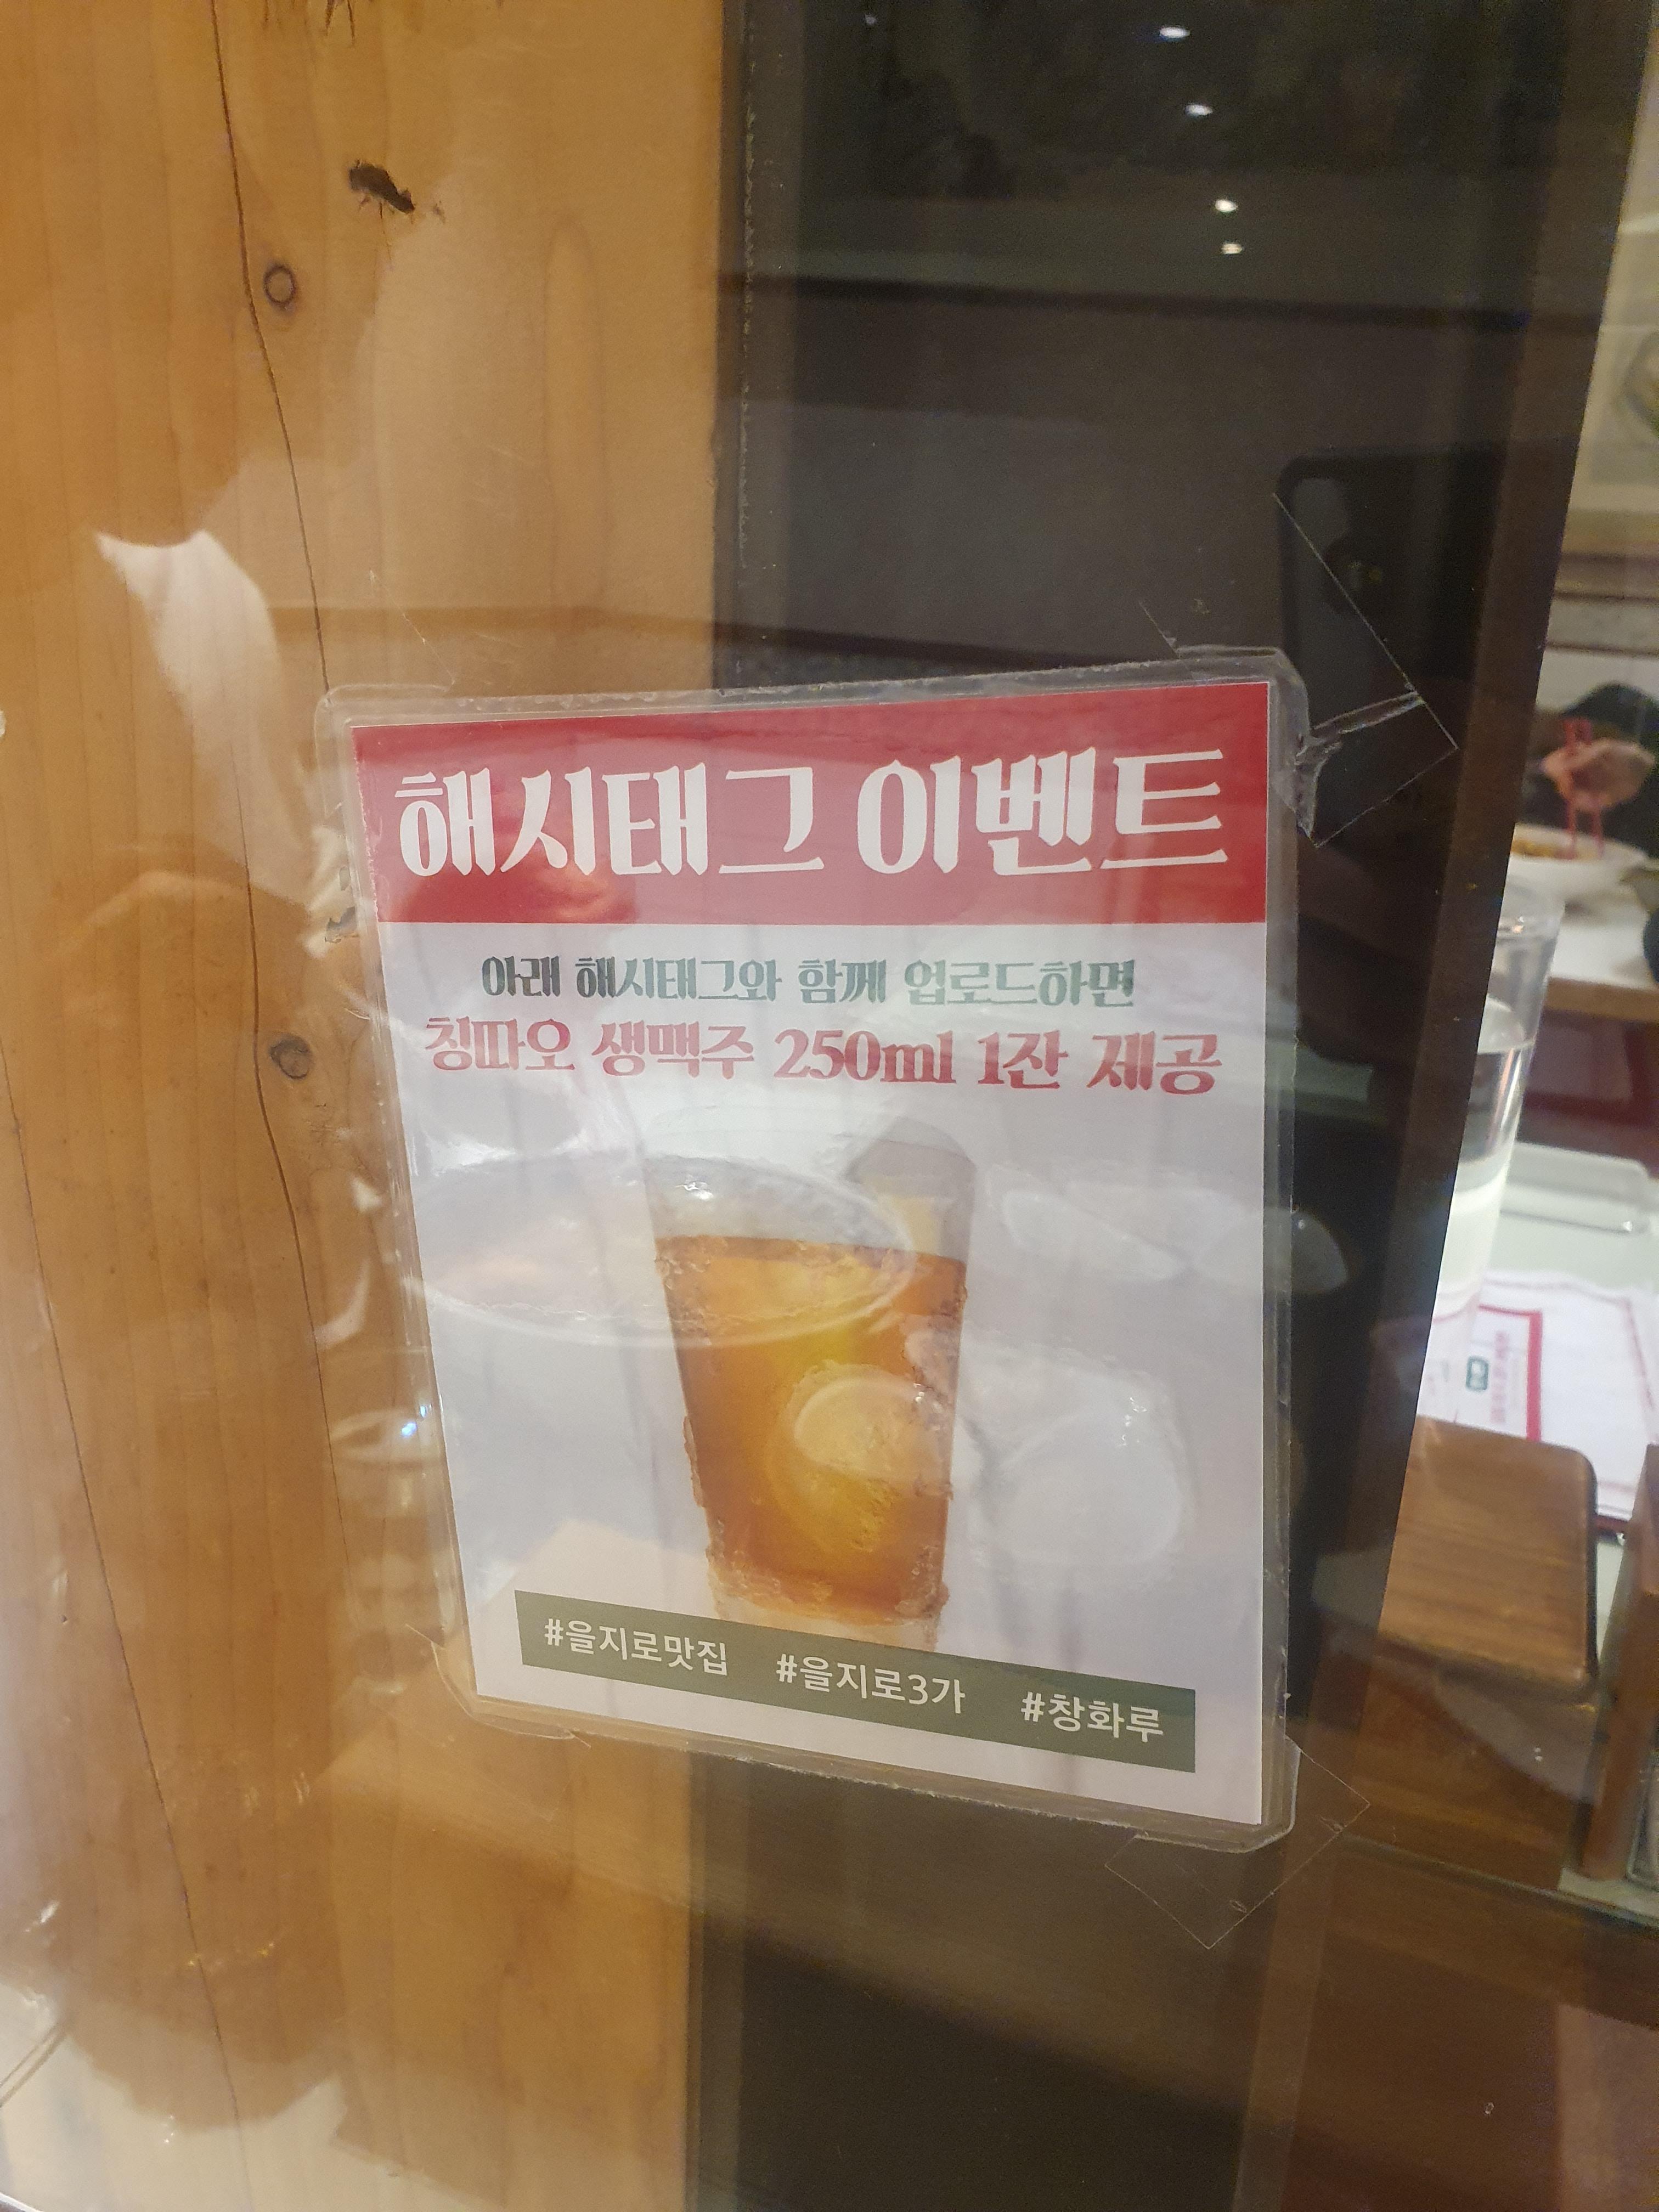 해시태그 이벤트
아래 해시태그와 함께 업로드하면
칭따오 생맥주 250ml 1잔 제공
#을지로맛집 #을지로3가 #창화루